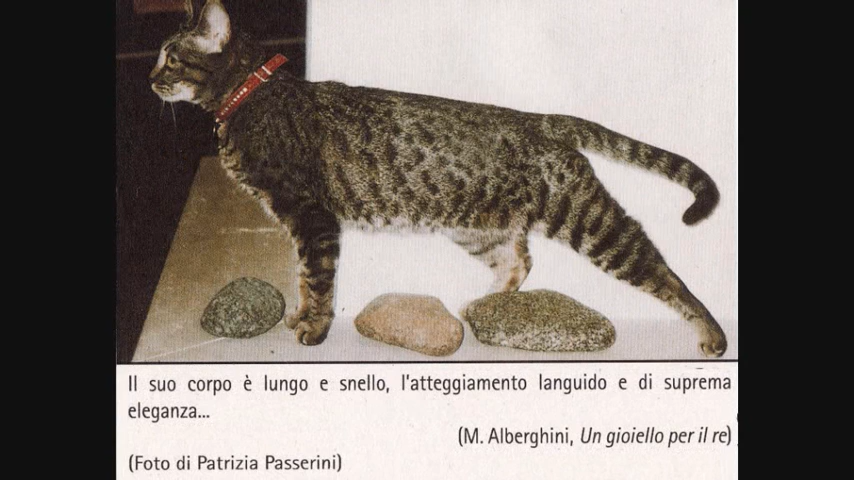 Il suo corpo è lungo e snello, l'atteggiamento languido e di suprema
eleganza...
(M. Alberghini, Un gioiello per il re)
(Foto di Patrizia Passerini)